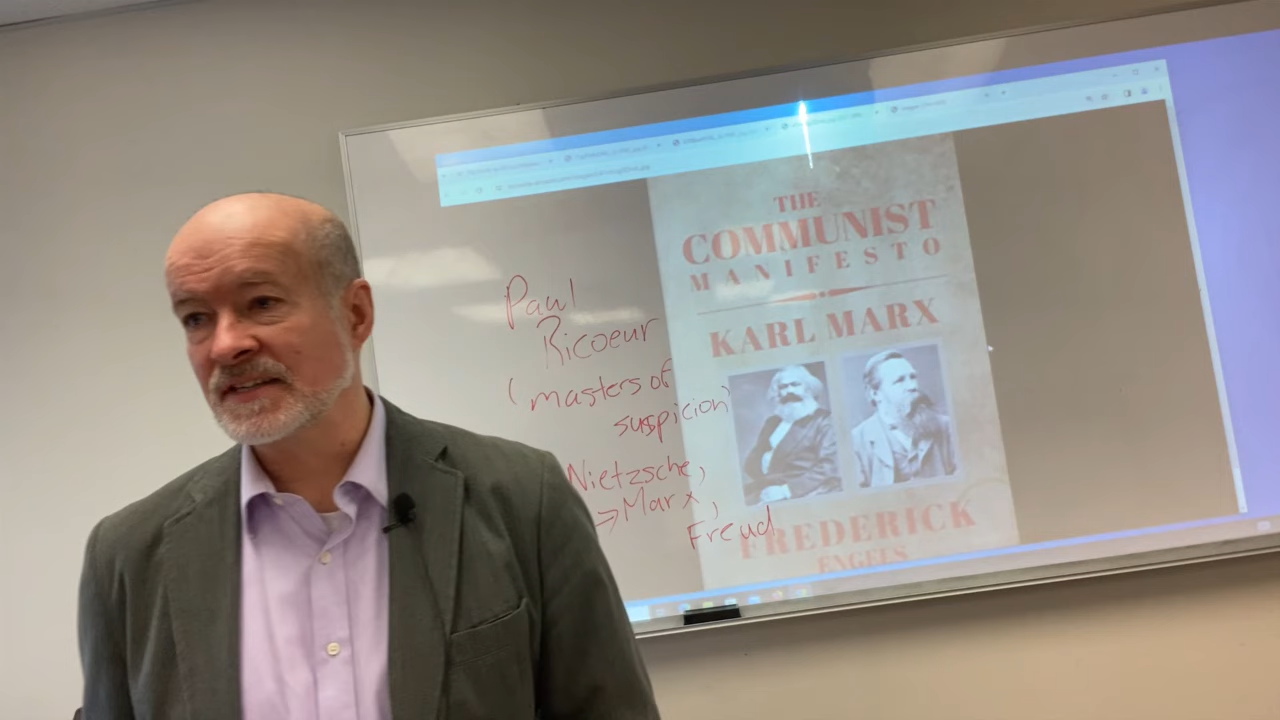 THE
COMMUNIST
MANIFESTO
KARL MARX
FREDERICK
ENGELS
Paul
Ricoeur
(masters of
suspicion)
Nietzsche,
→ Marx,
Freud